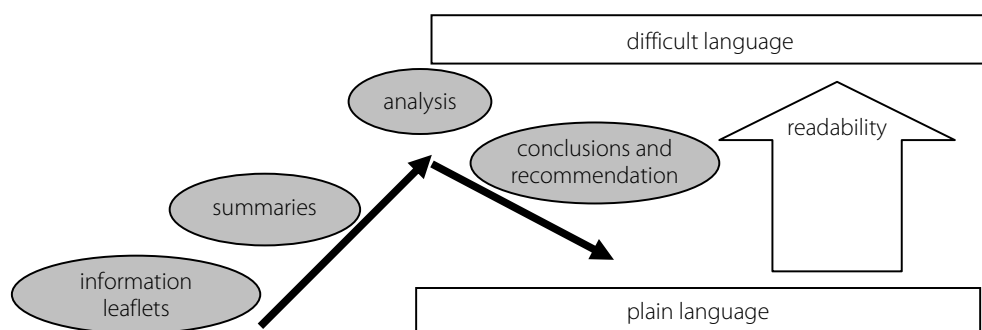 difficult language
analysis
readability
conclusions and
recommendation
summaries
information
leaflets
plain language